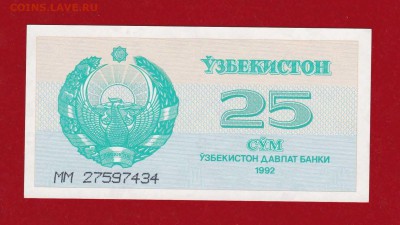 COINS.LAVE.RU
ЎЗБЕКИСТОН
25
СЎМ
ЎЗБЕКИСТОН ДАВЛАТ БАНКИ
1992
ММ 27597434